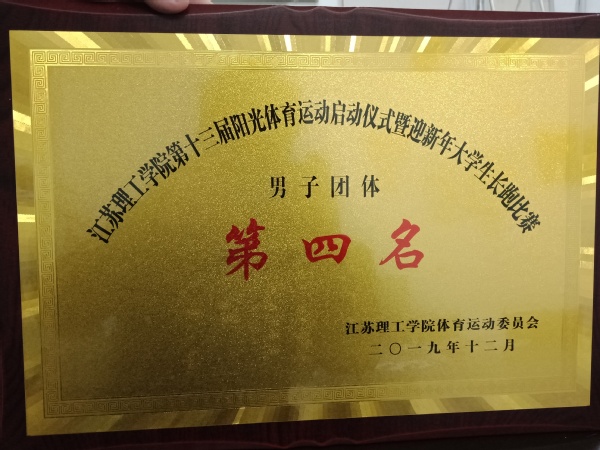 江苏理工学院第十三届阳光体育运动启动仪式暨迎新年大学生长跑比赛
男子团体
第四名
江苏理工学院体育运动委员会
二〇一九年十二月